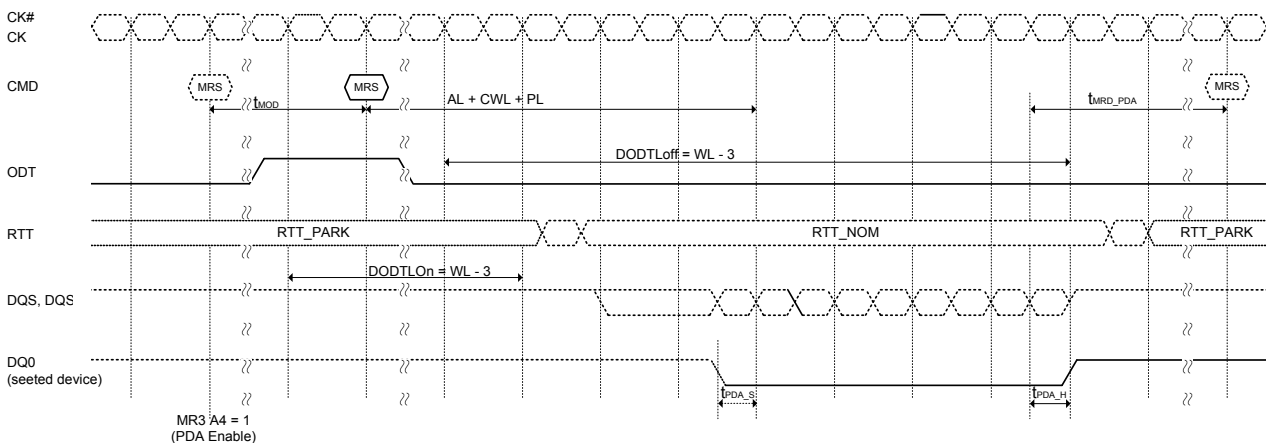 CK#
CK
CMD
MRS
MRS
MRS
tMOD
AL + CWL + PL
tMRD_PDA
DODTLoff = WL - 3
ODT
RTT
RTT_PARK
RTT_NOM
RTT_PARK
DODTLOn = WL - 3
DQS, DQS
DQ0
(seeted device)
tPDA_S
tPDA_H
MR3 A4 = 1
(PDA Enable)